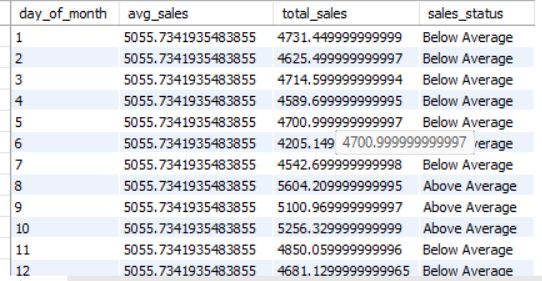 day_of_month avg_sales total_sales sales_status
1 5055.7341935483855 4731.449999999999 Below Average
2 5055.7341935483855 4625.499999999997 Below Average
3 5055.7341935483855 4714.599999999994 Below Average
4 5055.7341935483855 4589.699999999995 Below Average
5 5055.7341935483855 4700.999999999997 Below Average
6 5055.7341935483855 4205.149 4700.999999999997 verage
7 5055.7341935483855 4542.699999999998 Below Average
8 5055.7341935483855 5604.209999999995 Above Average
9 5055.7341935483855 5100.969999999997 Above Average
10 5055.7341935483855 5256.329999999999 Above Average
11 5055.7341935483855 4850.059999999996 Below Average
12 5055.7341935483855 4681.1299999999965 Below Average